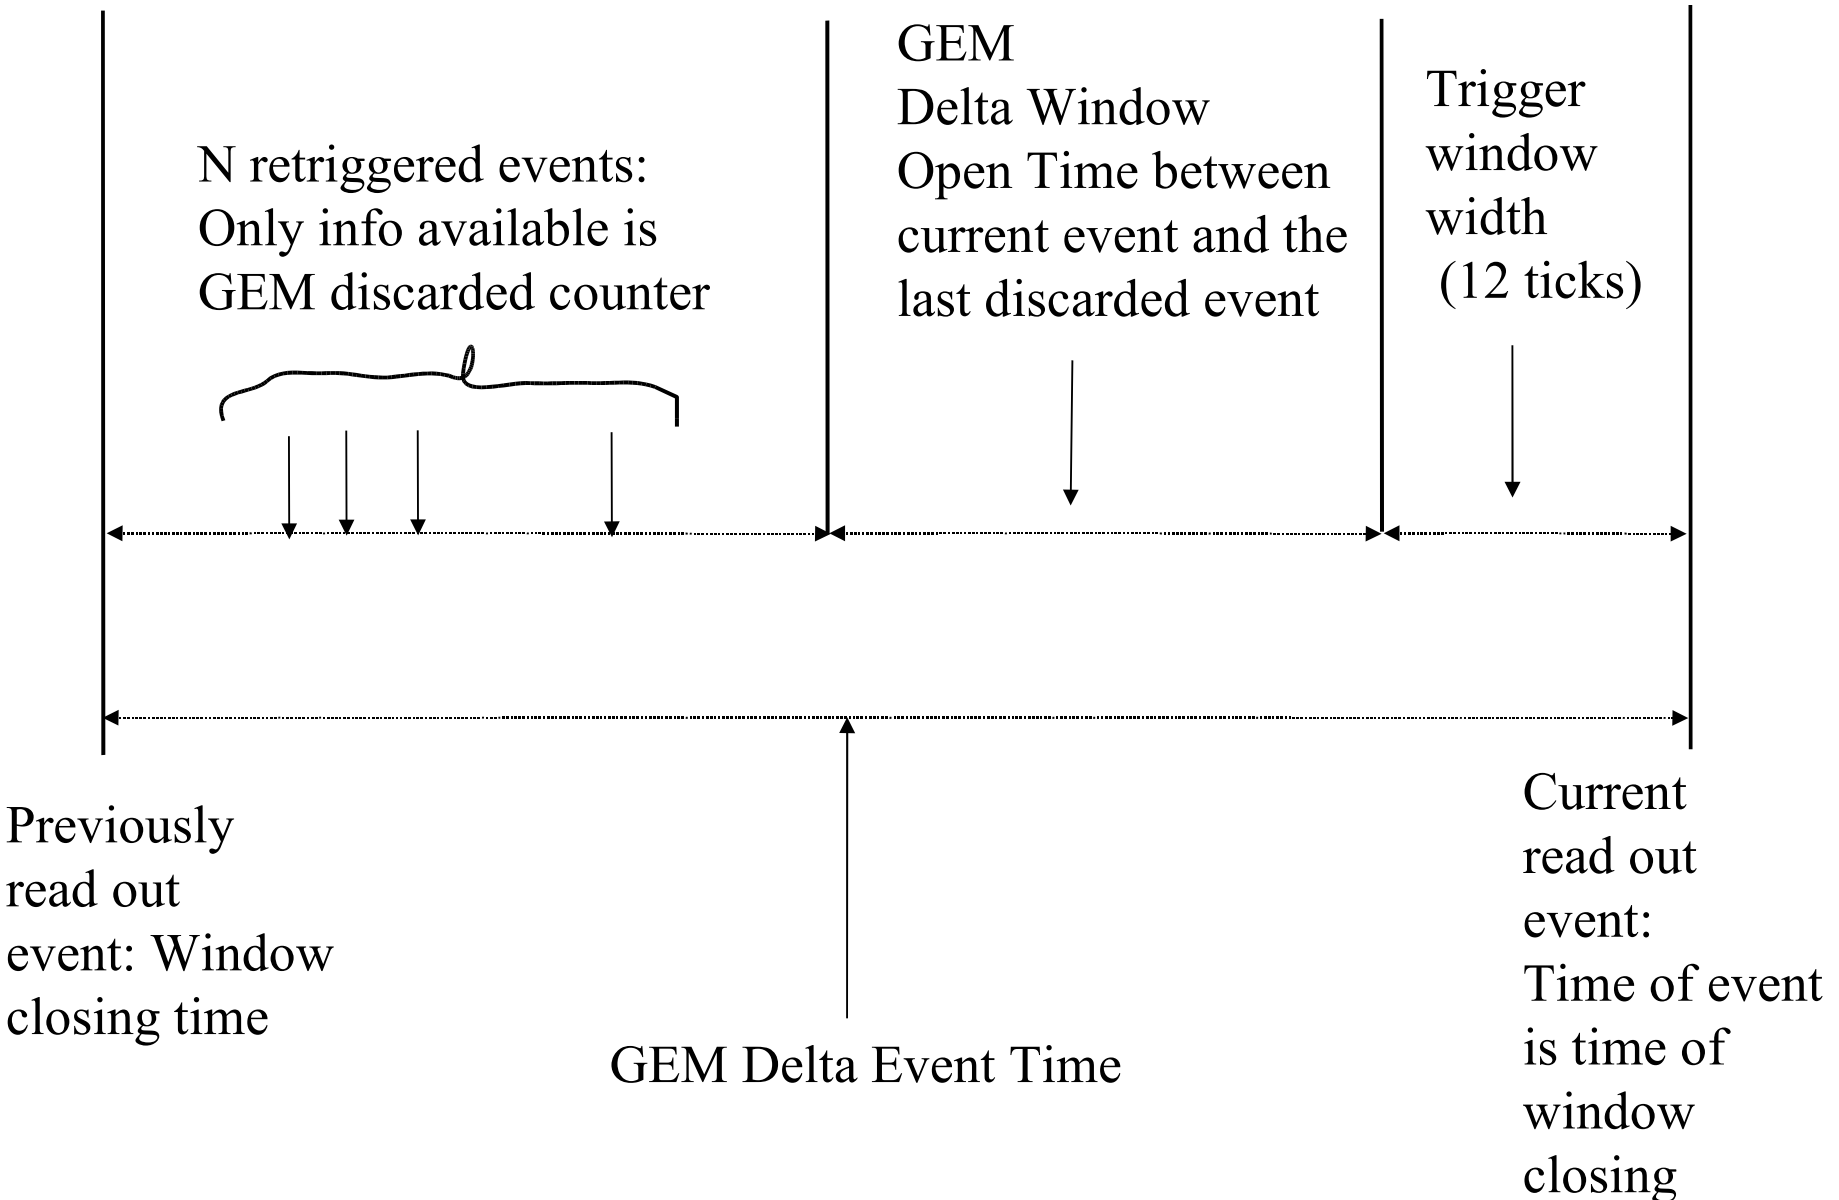 N retriggered events:
Only info available is
GEM discarded counter
GEM
Delta Window
Open Time between
current event and the
last discarded event
Trigger
window
width
(12 ticks)
Previously
read out
event: Window
closing time
GEM Delta Event Time
Current
read out
event:
Time of event
is time of
window
closing